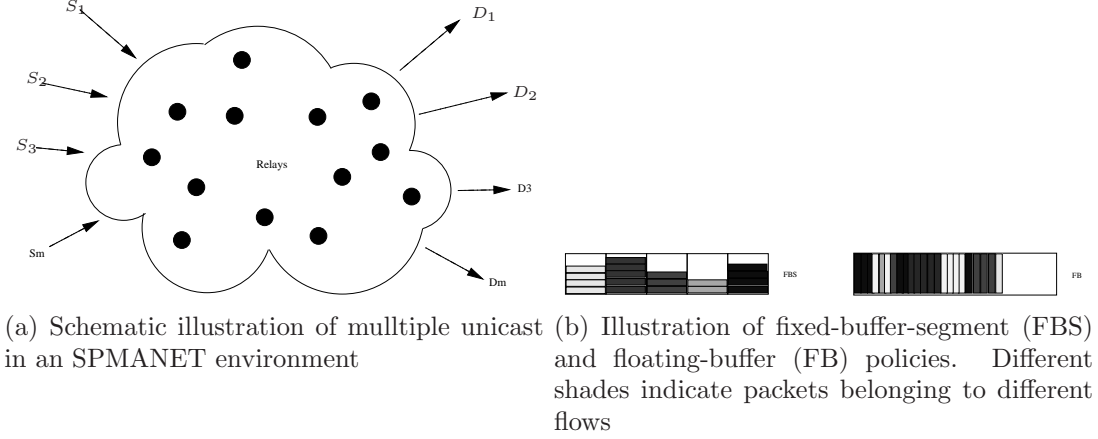 S1
D1
S2
D2
S3
Relays
D3
Sm
Dm
FBS
FB
(a) Schematic illustration of mulltiple unicast
in an SPMANET environment
(b) Illustration of fixed-buffer-segment (FBS)
and floating-buffer (FB) policies. Different
shades indicate packets belonging to different
flows